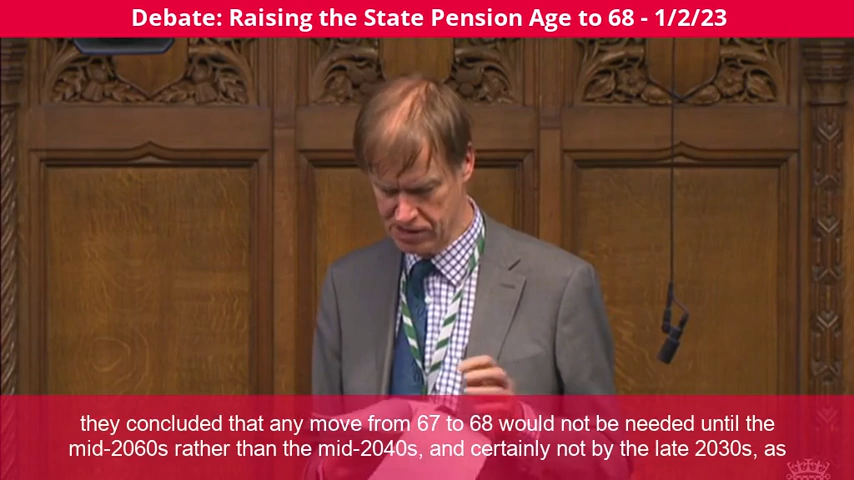 Debate: Raising the State Pension Age to 68 - 1/2/23
they concluded that any move from 67 to 68 would not be needed until the
mid-2060s rather than the mid-2040s, and certainly not by the late 2030s, as